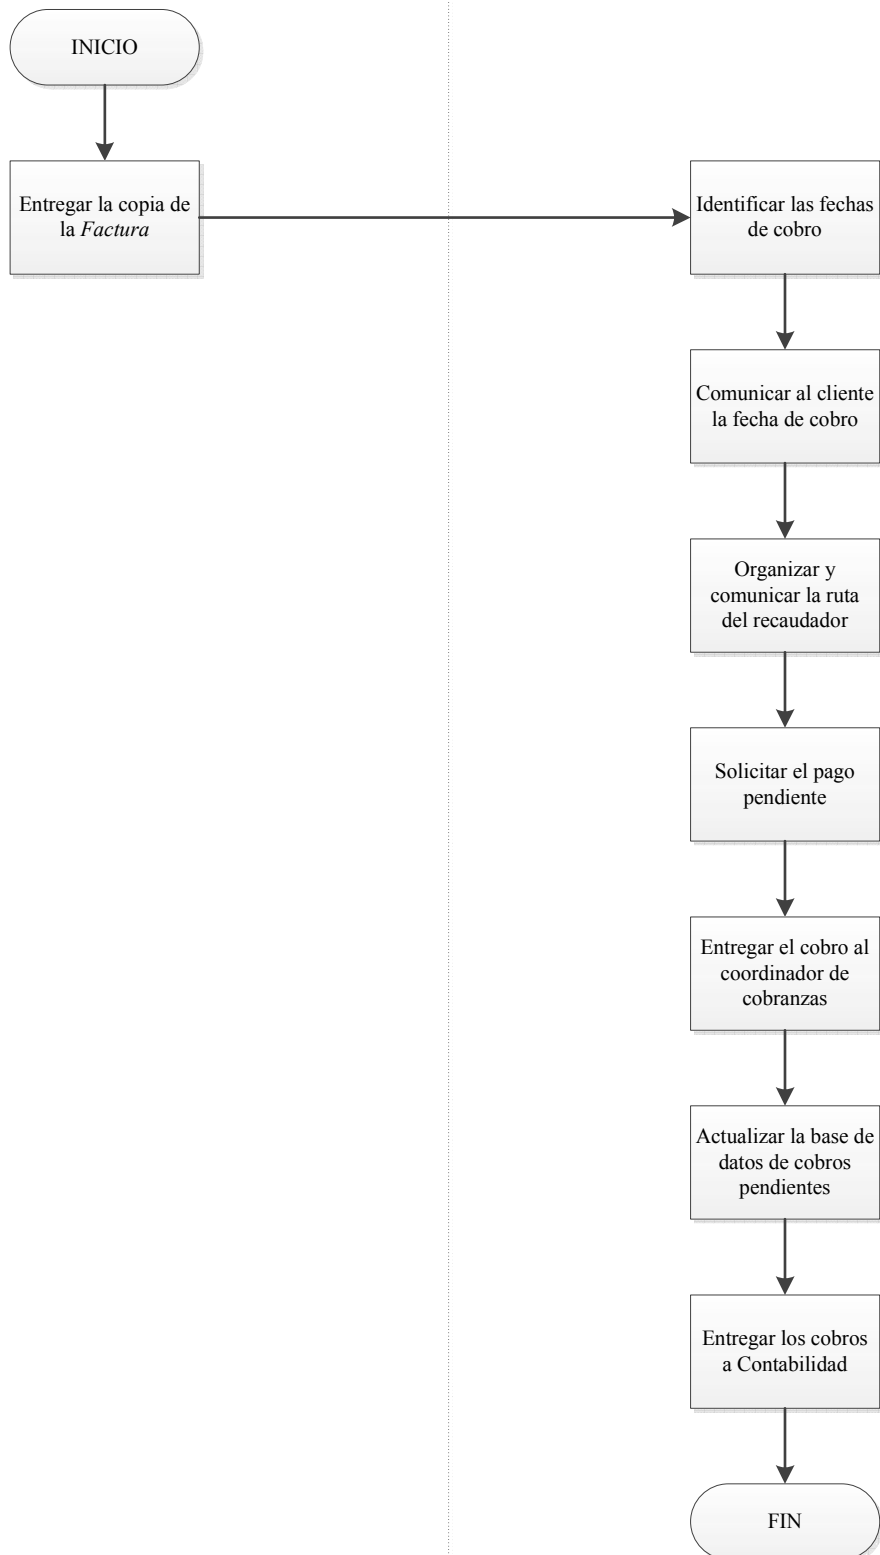 INICIO
Entregar la copia de
la Factura
Identificar las fechas
de cobro
Comunicar al cliente
la fecha de cobro
Organizar y
comunicar la ruta
del recaudador
Solicitar el pago
pendiente
Entregar el cobro al
coordinador de
cobranzas
Actualizar la base de
datos de cobros
pendientes
Entregar los cobros
a Contabilidad
FIN